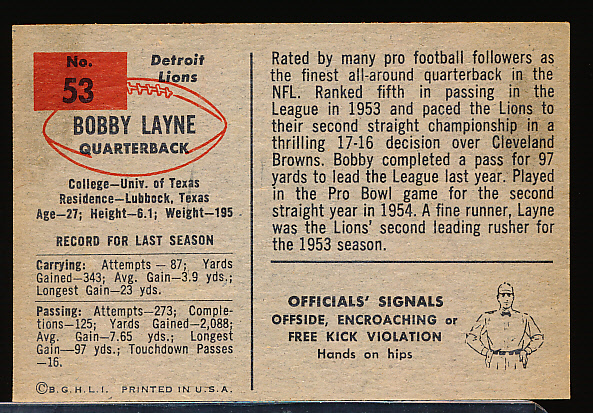 No.
53
Detroit
Lions
BOBBY LAYNE
QUARTERBACK
College—Univ. of Texas
Residence—Lubbock, Texas
Age—27; Height—6.1; Weight—195
RECORD FOR LAST SEASON
Carrying: Attempts—87; Yards
Gained—343; Avg. Gain—3.9 yds.;
Longest Gain—23 yds.
Passing: Attempts—273; Comple-
tions—125; Yards Gained—2,088;
Avg. Gain—7.65 yds.; Longest
Gain—97 yds.; Touchdown Passes
—16.
©B.G.H.L.I. PRINTED IN U.S.A.
Rated by many pro football followers as
the finest all-around quarterback in the
NFL. Ranked fifth in passing in the
League in 1953 and paced the Lions to
their second straight championship in a
thrilling 17-16 decision over Cleveland
Browns. Bobby completed a pass for 97
yards to lead the League last year. Played
in the Pro Bowl game for the second
straight year in 1954. A fine runner, Layne
was the Lions' second leading rusher for
the 1953 season.
OFFICIALS' SIGNALS
OFFSIDE, ENCROACHING or
FREE KICK VIOLATION
Hands on hips